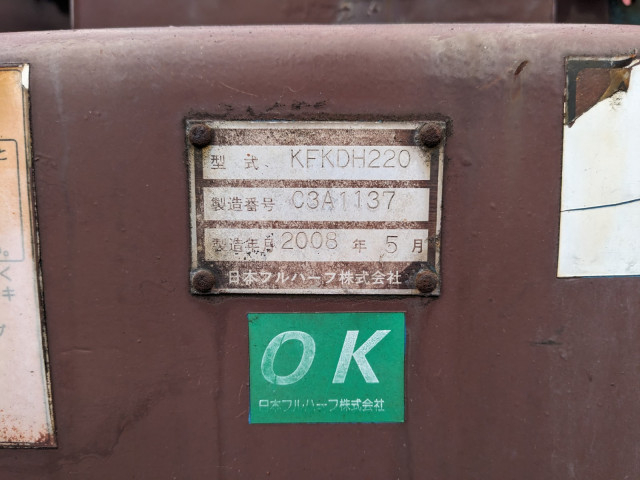 型式. KFKDH220
製造番号 C3A1137
製造年月 2008 年 5 月
日本フルハーフ株式会社
OK
日本フルハーフ株式会社